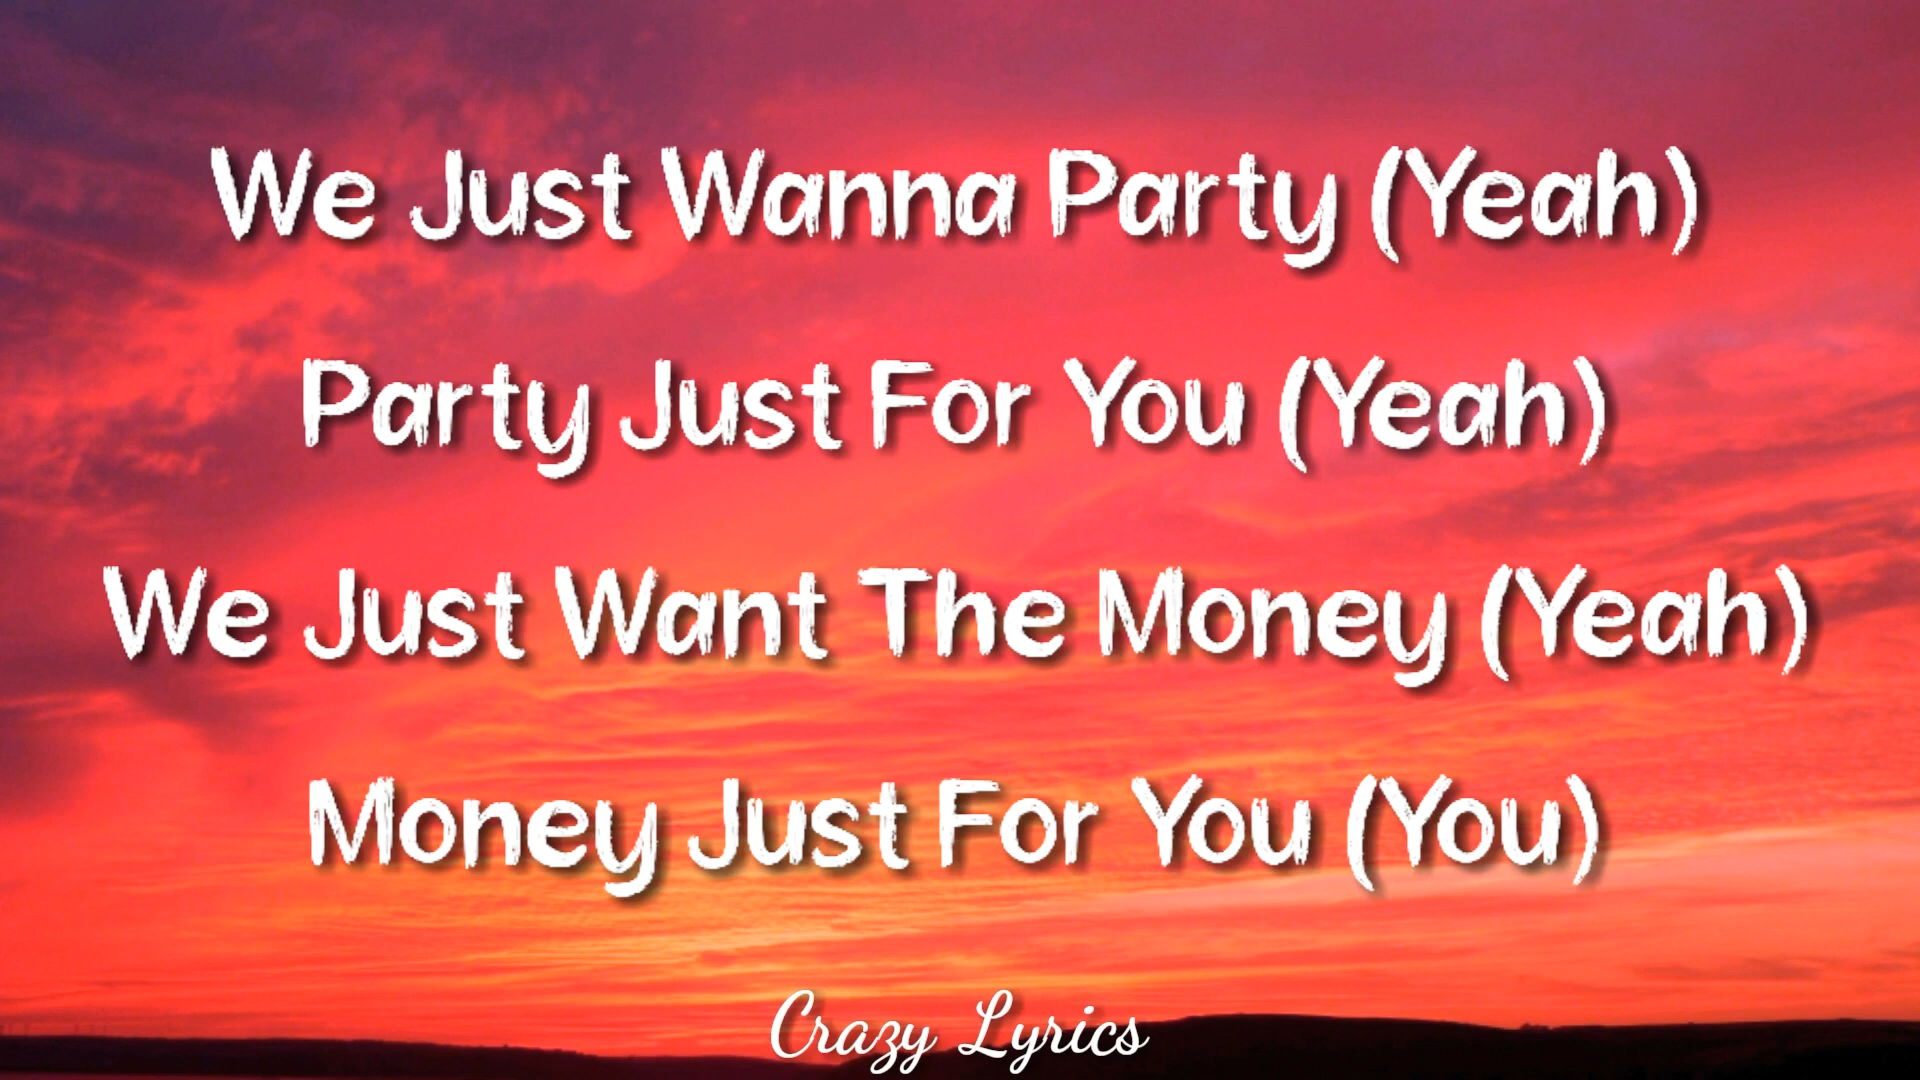 We Just Wanna Party (Yeah)
Party Just For You (Yeah)
We Just Want The Money (Yeah)
Money Just For You (You)
Crazy Lyrics